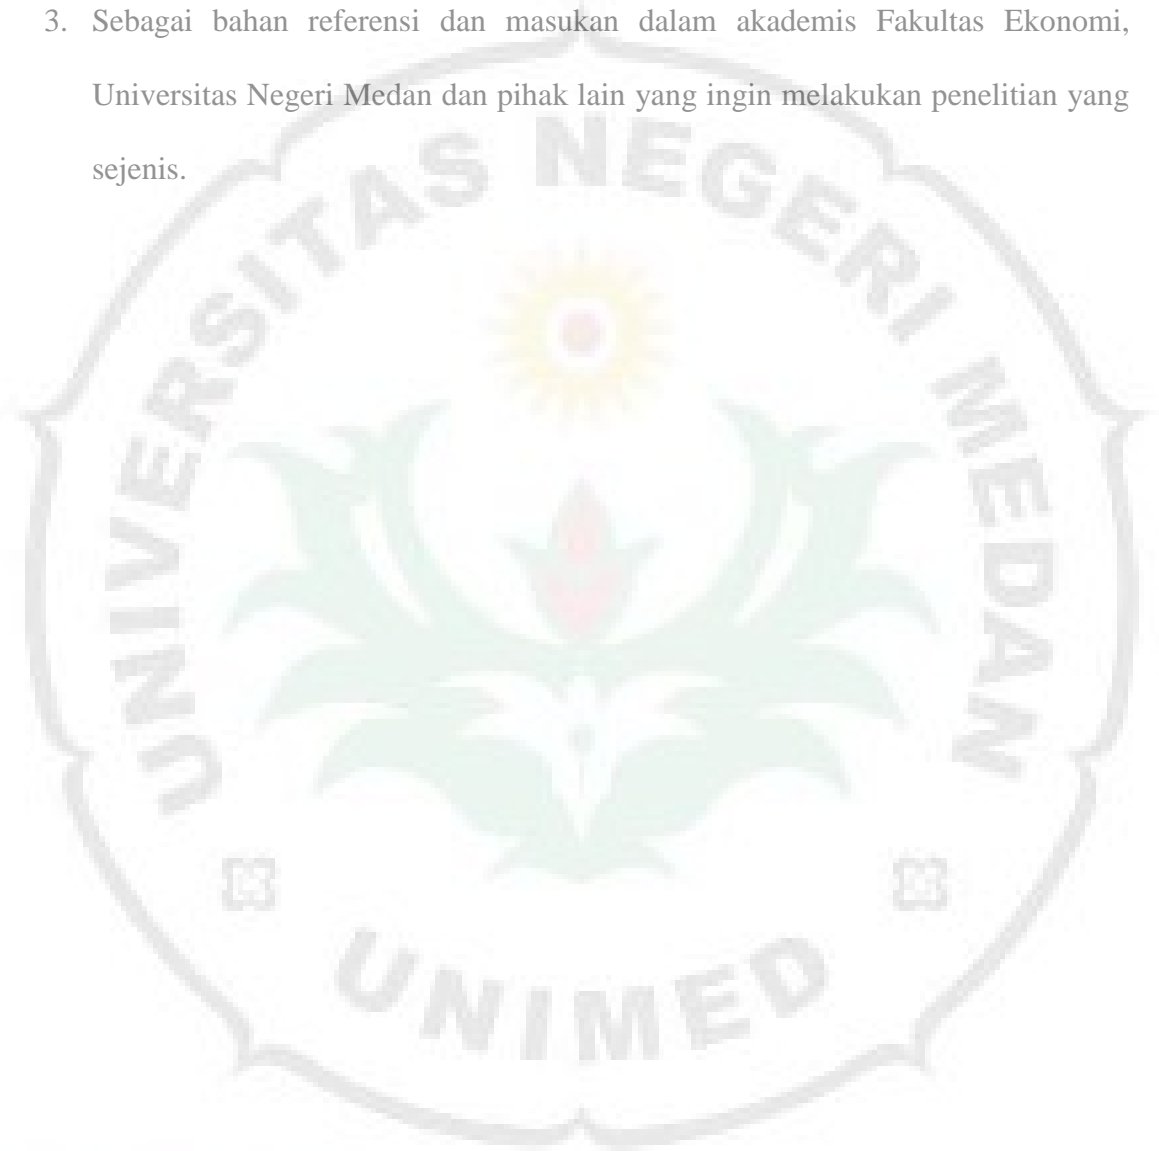 3. Sebagai bahan referensi dan masukan dalam akademis Fakultas Ekonomi,
Universitas Negeri Medan dan pihak lain yang ingin melakukan penelitian yang
sejenis.
UNIVERSITAS NEGERI MEDAN
UNIMED